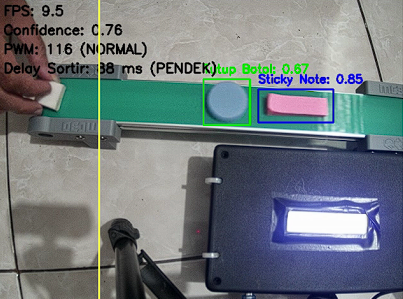 FPS: 9.5
Confidence: 0.76
PWM: 116 (NORMAL)
Delay Sortir: 88 ms (PENDEK)
tup Botol: 0.67
Sticky Note: 0.85